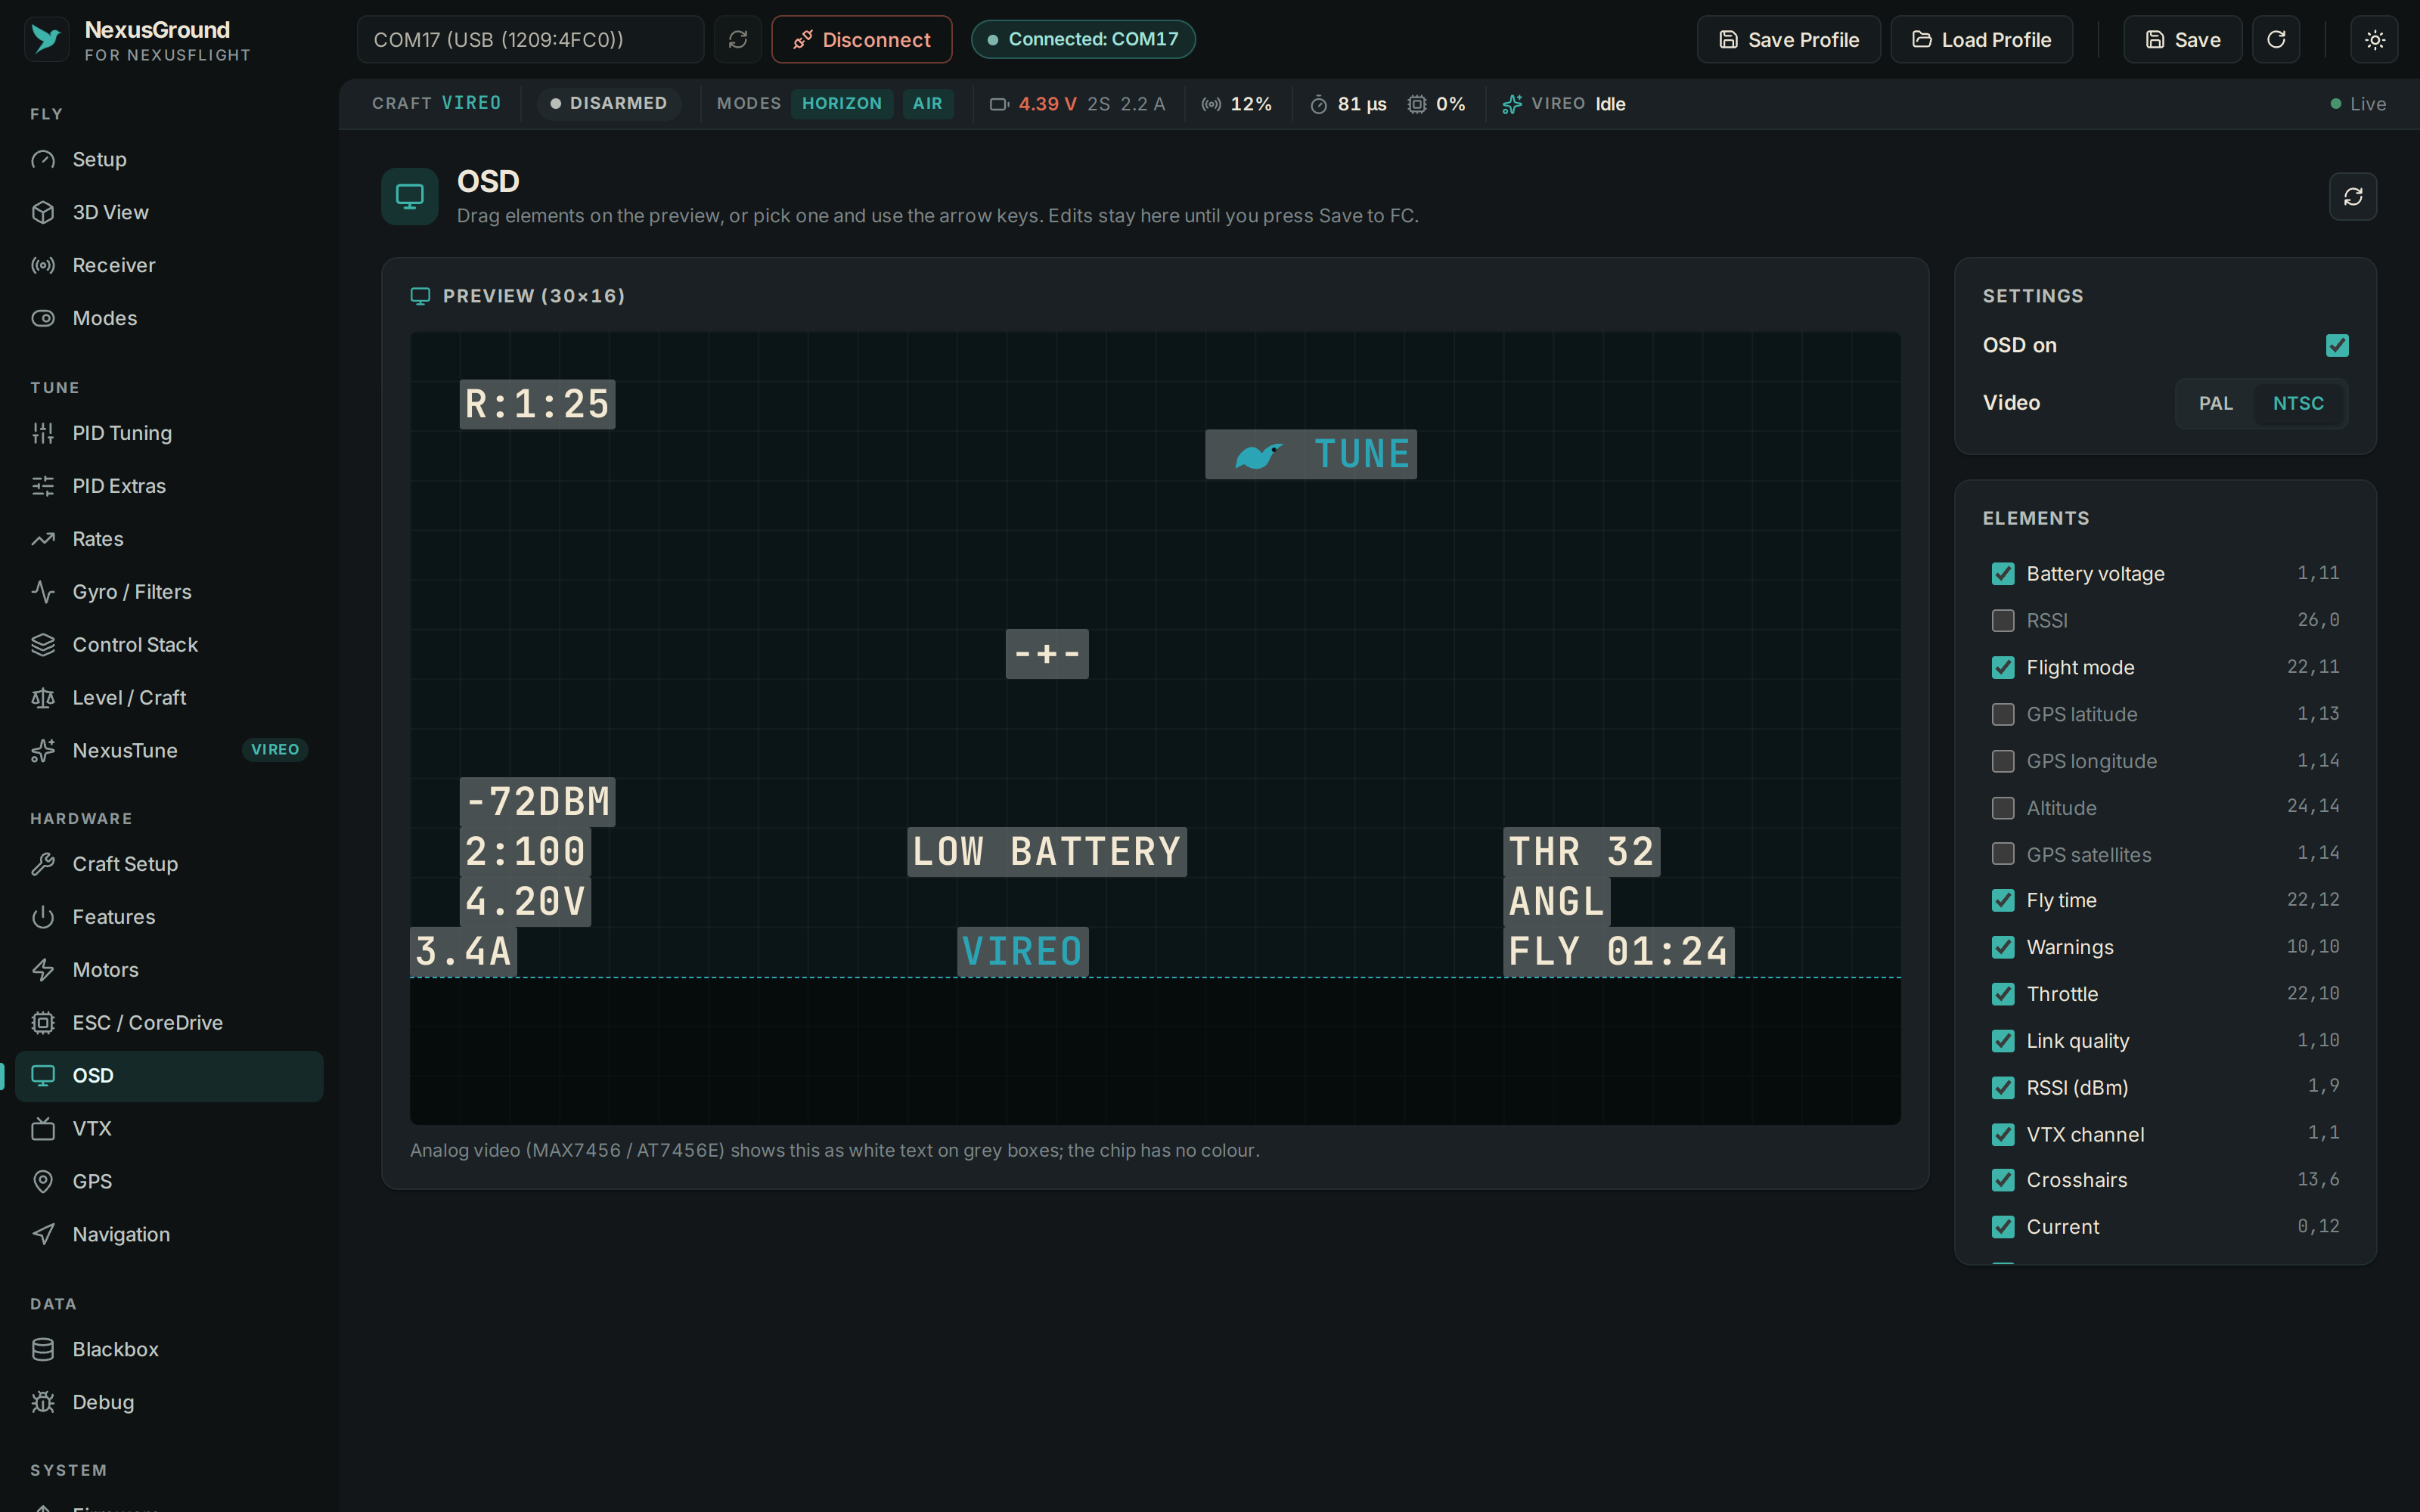 NexusGround
FOR NEXUSFLIGHT
COM17 (USB (1209:4FC0))
Disconnect
Connected: COM17
Save Profile
Load Profile
Save
CRAFT VIREO
DISARMED
MODES HORIZON AIR
4.39 V 2S 2.2 A
12%
81 µs
0%
VIREO Idle
Live
FLY
Setup
3D View
Receiver
Modes
TUNE
PID Tuning
PID Extras
Rates
Gyro / Filters
Control Stack
Level / Craft
NexusTune VIREO
HARDWARE
Craft Setup
Features
Motors
ESC / CoreDrive
OSD
VTX
GPS
Navigation
DATA
Blackbox
Debug
SYSTEM
OSD
Drag elements on the preview, or pick one and use the arrow keys. Edits stay here until you press Save to FC.
PREVIEW (30×16)
R:1:25
TUNE
-+-
-72DBM
2:100
LOW BATTERY
THR 32
4.20V
ANGL
3.4A
VIREO
FLY 01:24
Analog video (MAX7456 / AT7456E) shows this as white text on grey boxes; the chip has no colour.
SETTINGS
OSD on
Video PAL NTSC
ELEMENTS
Battery voltage 1,11
RSSI 26,0
Flight mode 22,11
GPS latitude 1,13
GPS longitude 1,14
Altitude 24,14
GPS satellites 1,14
Fly time 22,12
Warnings 10,10
Throttle 22,10
Link quality 1,10
RSSI (dBm) 1,9
VTX channel 1,1
Crosshairs 13,6
Current 0,12